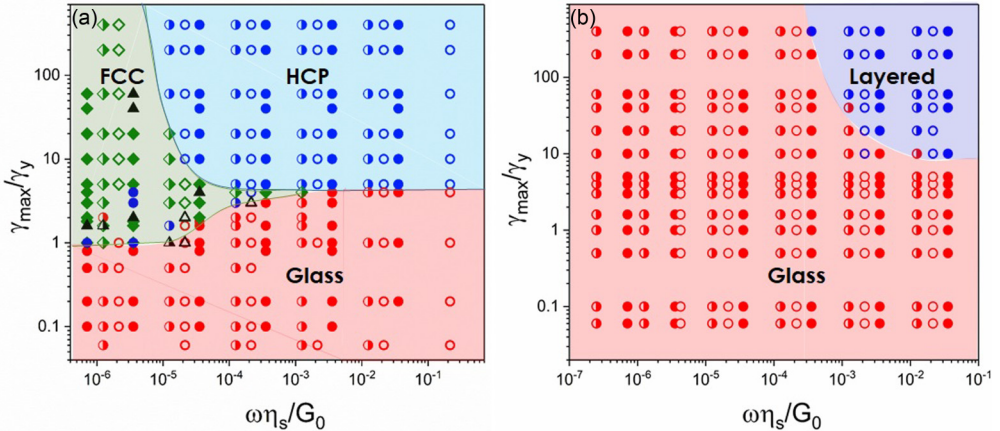 (a)
FCC
HCP
Glass
100
10
1
0.1
γmax/γy
10⁻⁶ 10⁻⁵ 10⁻⁴ 10⁻³ 10⁻² 10⁻¹
ωηs/G₀
(b)
Layered
Glass
100
10
1
0.1
γmax/γy
10⁻⁷ 10⁻⁶ 10⁻⁵ 10⁻⁴ 10⁻³ 10⁻² 10⁻¹
ωηs/G₀